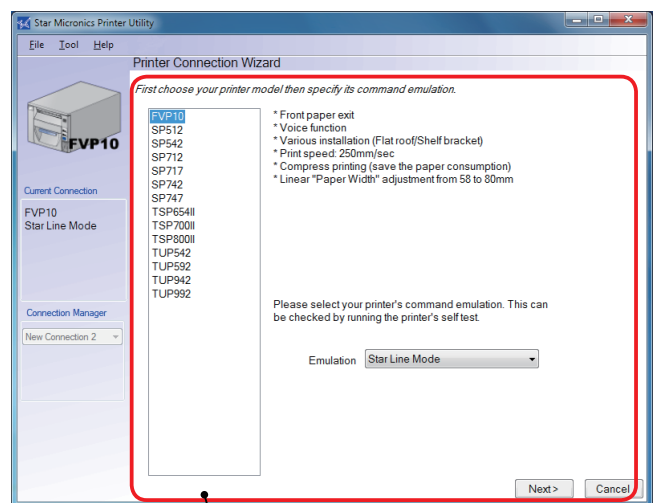 Star Micronics Printer Utility
File Tool Help
Printer Connection Wizard
First choose your printer model then specify its command emulation.
FVP10
Current Connection
FVP10
Star Line Mode
Connection Manager
New Connection 2
FVP10
SP512
SP542
SP712
SP717
SP742
SP747
TSP654II
TSP700II
TSP800II
TUP542
TUP592
TUP942
TUP992
* Front paper exit
* Voice function
* Various installation (Flat roof/Shelf bracket)
* Print speed: 250mm/sec
* Compress printing (save the paper consumption)
* Linear "Paper Width" adjustment from 58 to 80mm
Please select your printer's command emulation. This can
be checked by running the printer's self test.
Emulation Star Line Mode
Next> Cancel